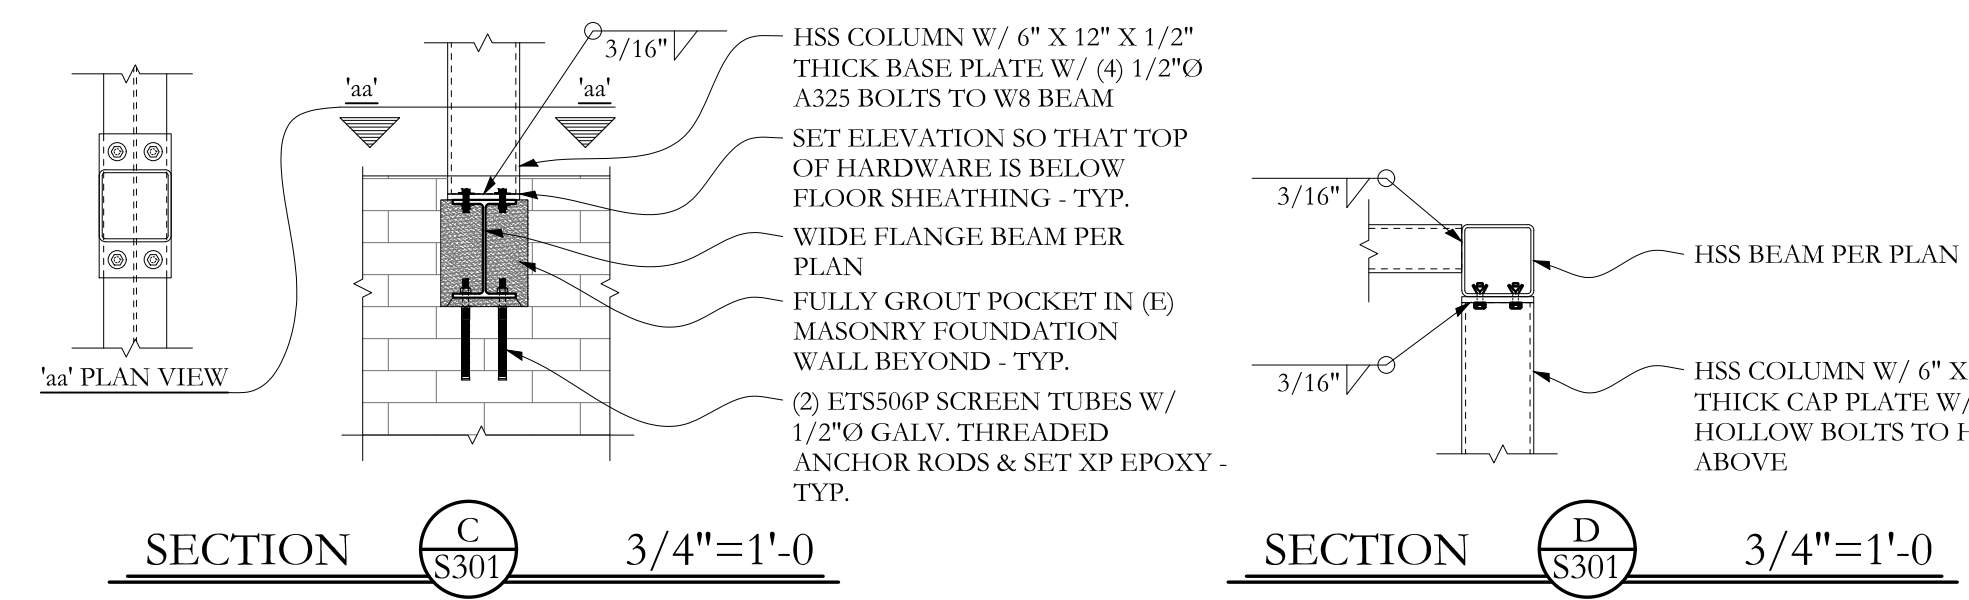 3/16"
HSS COLUMN W/ 6" X 12" X 1/2"
THICK BASE PLATE W/ (4) 1/2"Ø
A325 BOLTS TO W8 BEAM
'aa'
'aa'
SET ELEVATION SO THAT TOP
OF HARDWARE IS BELOW
FLOOR SHEATHING - TYP.
WIDE FLANGE BEAM PER
PLAN
FULLY GROUT POCKET IN (E)
MASONRY FOUNDATION
WALL BEYOND - TYP.
(2) ETS506P SCREEN TUBES W/
1/2"Ø GALV. THREADED
ANCHOR RODS & SET XP EPOXY -
TYP.
'aa' PLAN VIEW
SECTION
C
S301
3/4"=1'-0
3/16"
HSS BEAM PER PLAN
3/16"
HSS COLUMN W/ 6" X
THICK CAP PLATE W/
HOLLOW BOLTS TO
ABOVE
SECTION
D
S301
3/4"=1'-0